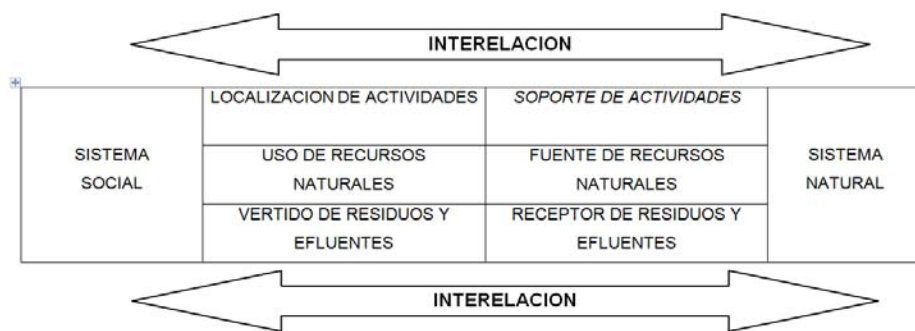 INTERELACION
LOCALIZACION DE ACTIVIDADES
SOPORTE DE ACTIVIDADES
SISTEMA
SOCIAL
USO DE RECURSOS
NATURALES
FUENTE DE RECURSOS
NATURALES
SISTEMA
NATURAL
VERTIDO DE RESIDUOS Y
EFLUENTES
RECEPTOR DE RESIDUOS Y
EFLUENTES
INTERELACION